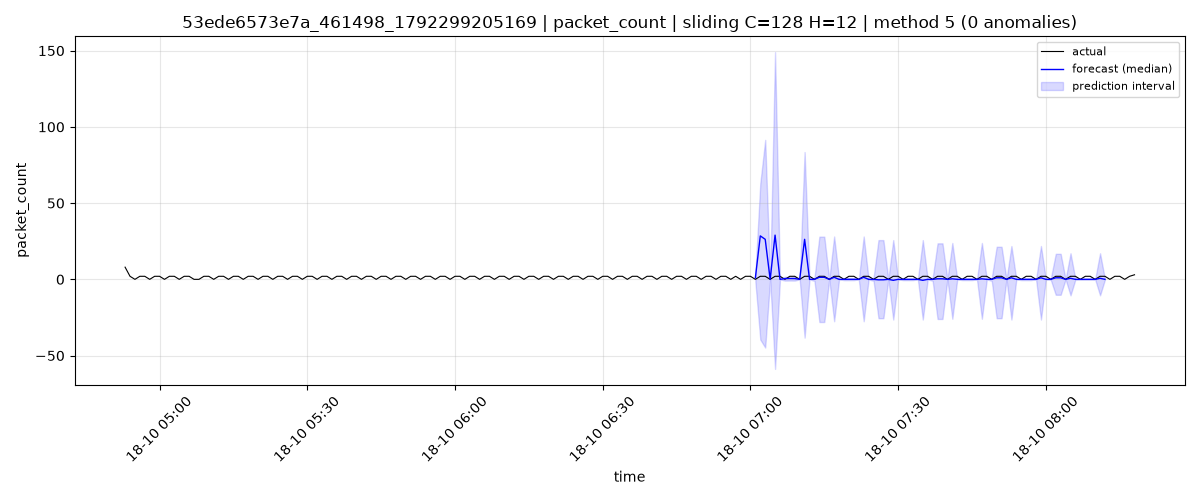 53ede6573e7a_461498_1792299205169 | packet_count | sliding C=128 H=12 | method 5 (0 anomalies)
actual
forecast (median)
prediction interval
150
100
50
0
−50
packet_count
18-10 05:00
18-10 05:30
18-10 06:00
18-10 06:30
18-10 07:00
18-10 07:30
18-10 08:00
time